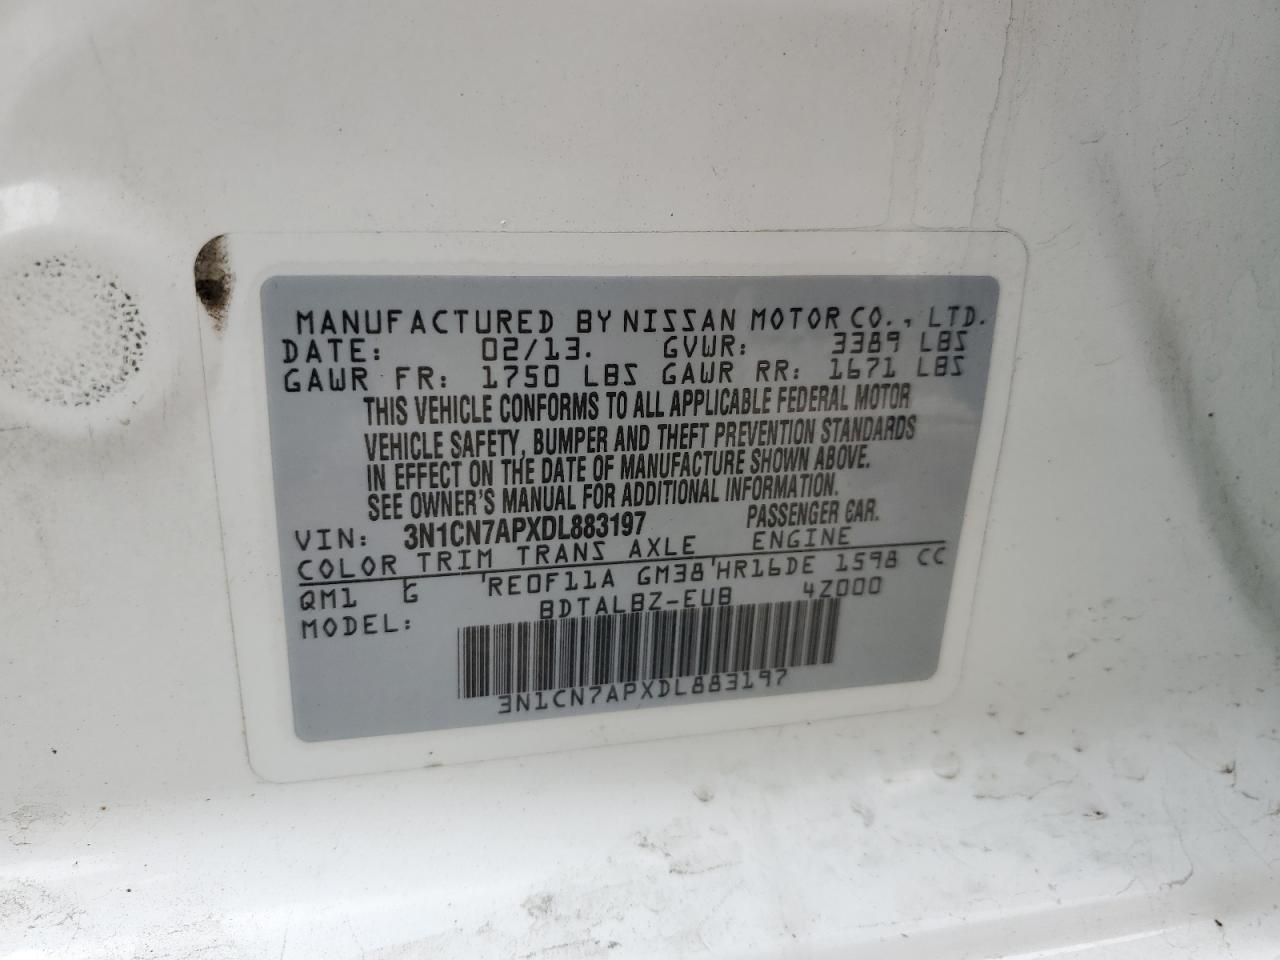 MANUFACTURED BY NISSAN MOTOR CO., LTD.
DATE: 02/13. GVWR: 3389 LBS
GAWR FR: 1750 LBS GAWR RR: 1671 LBS
THIS VEHICLE CONFORMS TO ALL APPLICABLE FEDERAL MOTOR
VEHICLE SAFETY, BUMPER AND THEFT PREVENTION STANDARDS
IN EFFECT ON THE DATE OF MANUFACTURE SHOWN ABOVE.
SEE OWNER'S MANUAL FOR ADDITIONAL INFORMATION.
VIN: 3N1CN7APXDL883197 PASSENGER CAR.
COLOR TRIM TRANS AXLE ENGINE
QM1 G RE0F11A GM38 HR16DE 1598 CC
MODEL: BDTALBZ-EUB 4Z000
3N1CN7APXDL883197